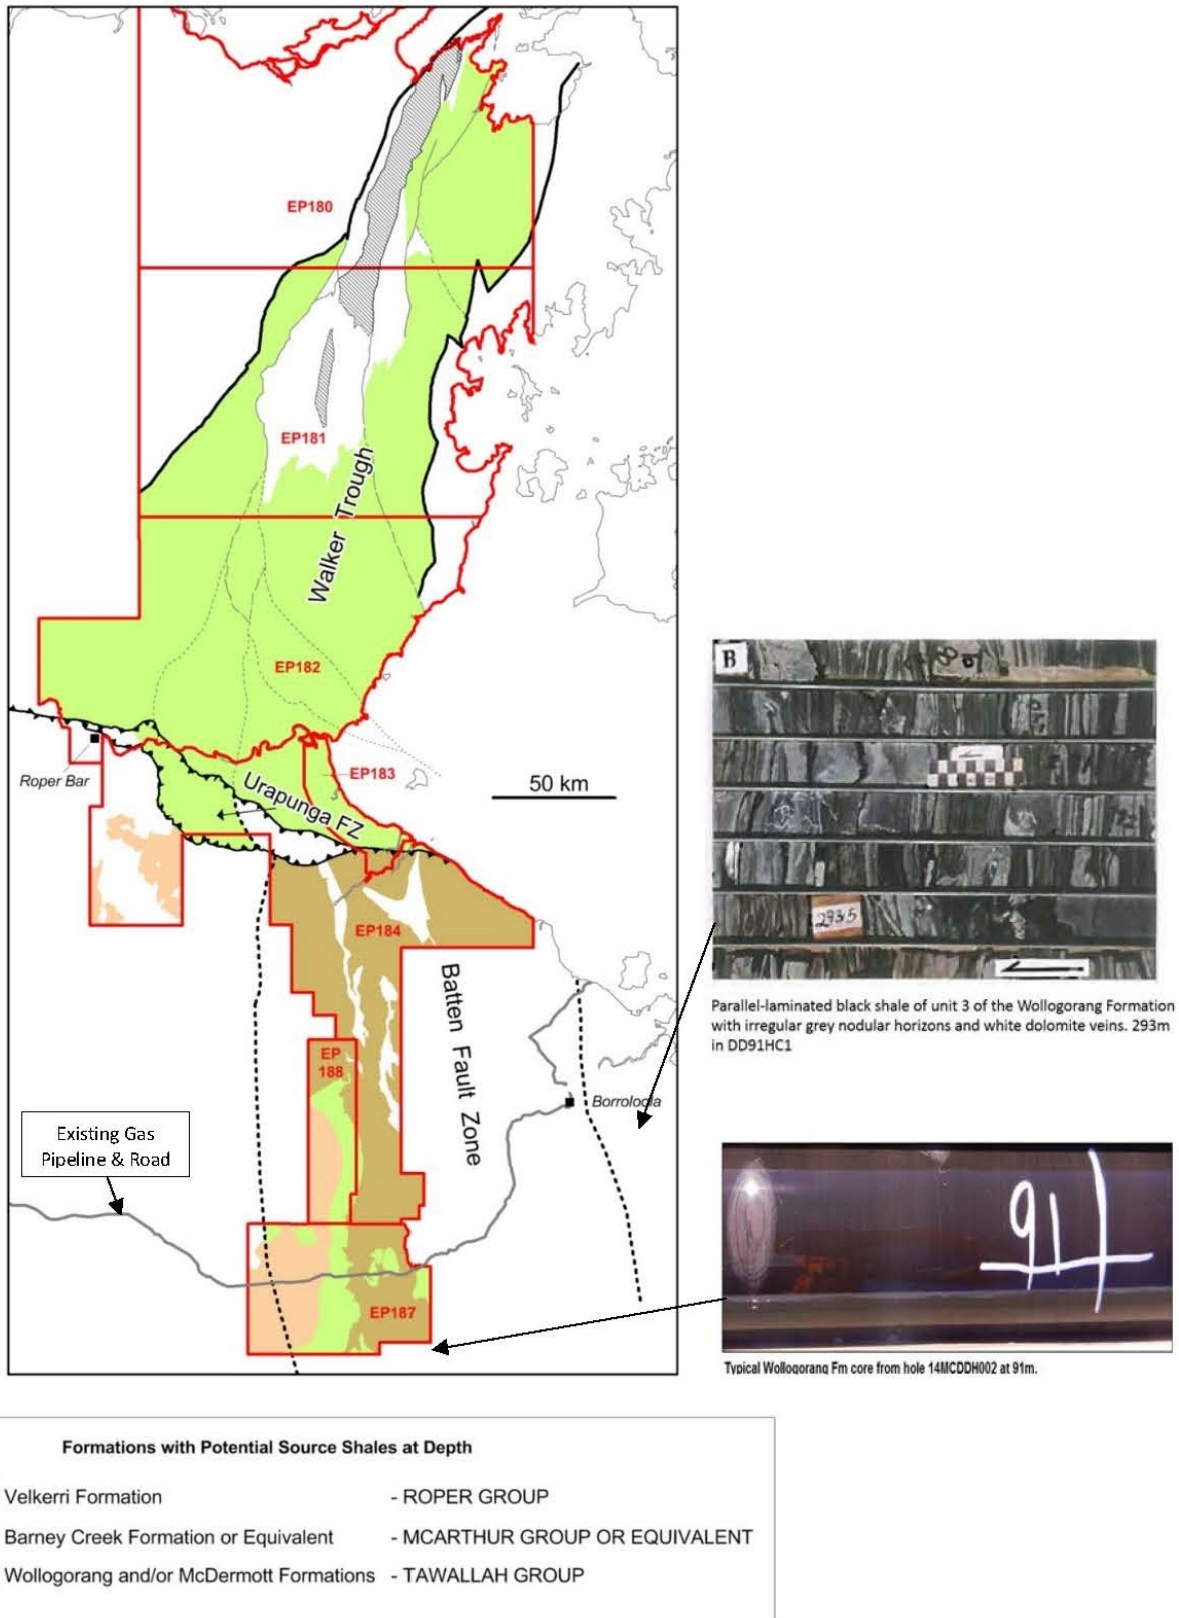 EP180
EP181
Walker Trough
EP182
Roper Bar
EP183
Urapunga FZ
50 km
EP184
Batten Fault Zone
EP
188
Existing Gas
Pipeline & Road
Borroloola
EP187
B
293.5
Parallel-laminated black shale of unit 3 of the Wollogorang Formation
with irregular grey nodular horizons and white dolomite veins. 293m
in DD91HC1
91
Typical Wollogorang Fm core from hole 14MCDDH002 at 91m.
Formations with Potential Source Shales at Depth
Velkerri Formation - ROPER GROUP
Barney Creek Formation or Equivalent - MCARTHUR GROUP OR EQUIVALENT
Wollogorang and/or McDermott Formations - TAWALLAH GROUP